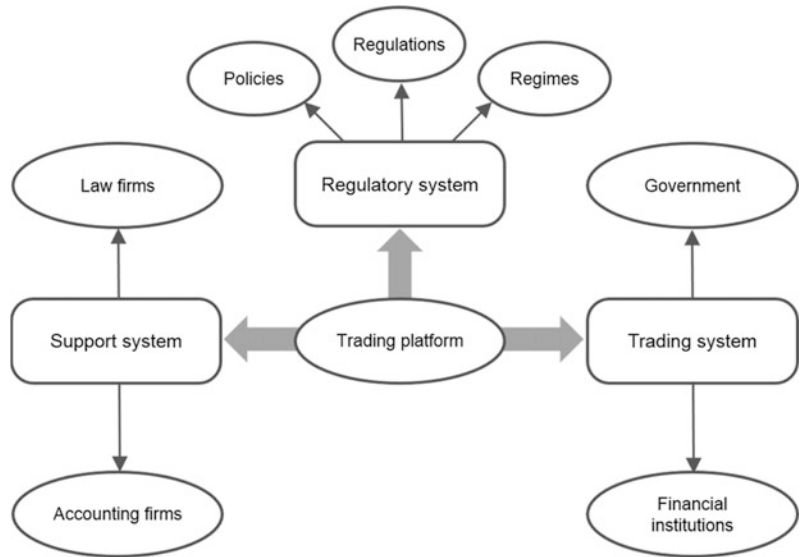 Regulations
Policies
Regimes
Law firms
Regulatory system
Government
Support system
Trading platform
Trading system
Accounting firms
Financial
institutions